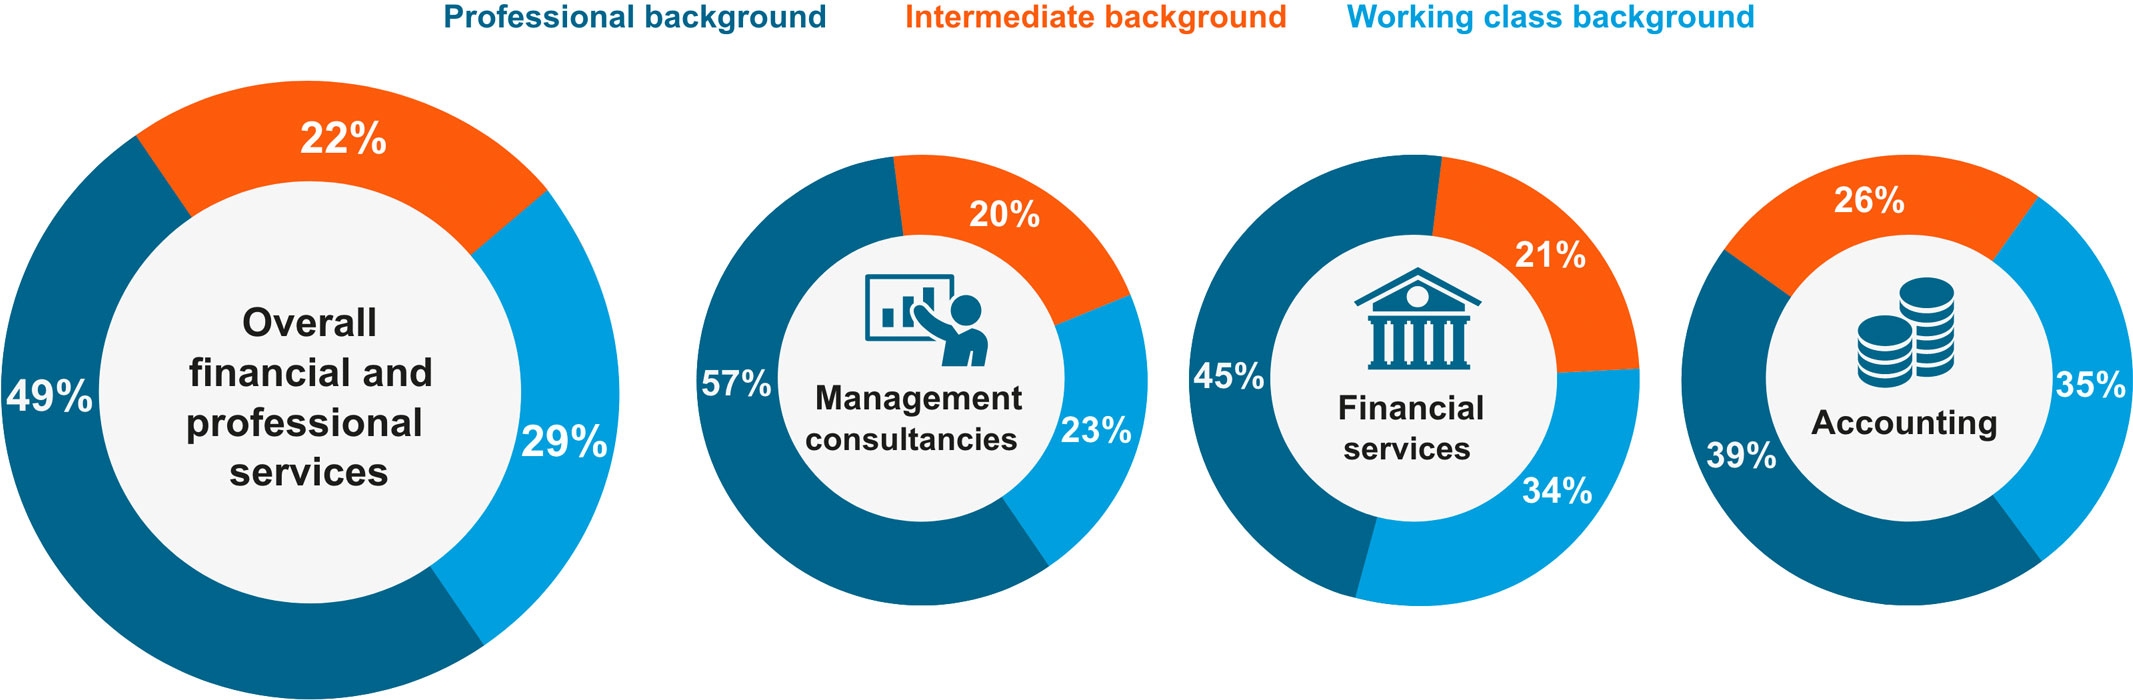 Professional background
Intermediate background
Working class background
22%
49%
29%
Overall
financial and
professional
services
20%
57%
23%
Management
consultancies
21%
45%
34%
Financial
services
26%
39%
35%
Accounting